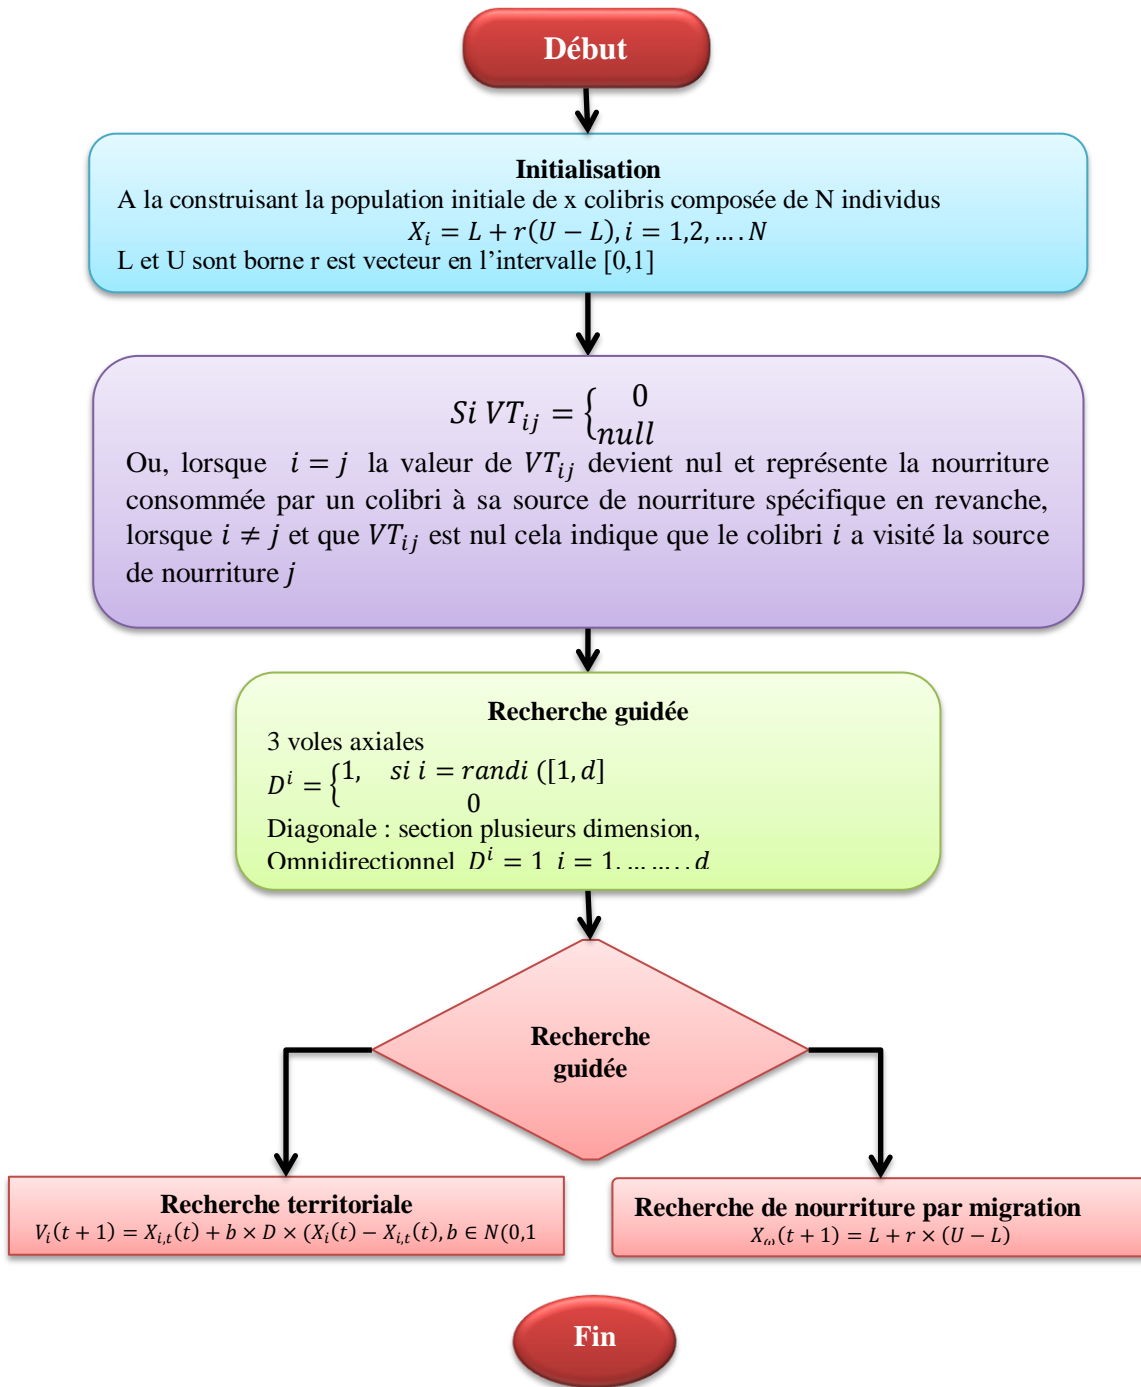 Début
Initialisation
A la construisant la population initiale de x colibris composée de N individus
X_i = L + r(U − L), i = 1,2, … . N
L et U sont borne r est vecteur en l’intervalle [0,1]
Si VT_ij = { 0
null
Ou, lorsque i = j la valeur de VT_ij devient nul et représente la nourriture
consommée par un colibri à sa source de nourriture spécifique en revanche,
lorsque i ≠ j et que VT_ij est nul cela indique que le colibri i a visité la source
de nourriture j
Recherche guidée
3 voles axiales
D^i = { 1, si i = randi ([1, d]
0
Diagonale : section plusieurs dimension,
Omnidirectionnel D^i = 1 i = 1, … … . . d
Recherche
guidée
Recherche territoriale
V_i(t + 1) = X_{i,t}(t) + b × D × (X_i(t) − X_{i,t}(t), b ∈ N(0,1
Recherche de nourriture par migration
X_ω(t + 1) = L + r × (U − L)
Fin